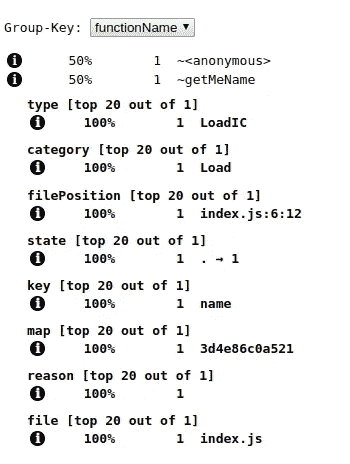 Group-Key: functionName ▼
50% 1 ~<anonymous>
50% 1 ~getMeName
type [top 20 out of 1]
100% 1 LoadIC
category [top 20 out of 1]
100% 1 Load
filePosition [top 20 out of 1]
100% 1 index.js:6:12
state [top 20 out of 1]
100% 1 . → 1
key [top 20 out of 1]
100% 1 name
map [top 20 out of 1]
100% 1 3d4e86c0a521
reason [top 20 out of 1]
100% 1
file [top 20 out of 1]
100% 1 index.js